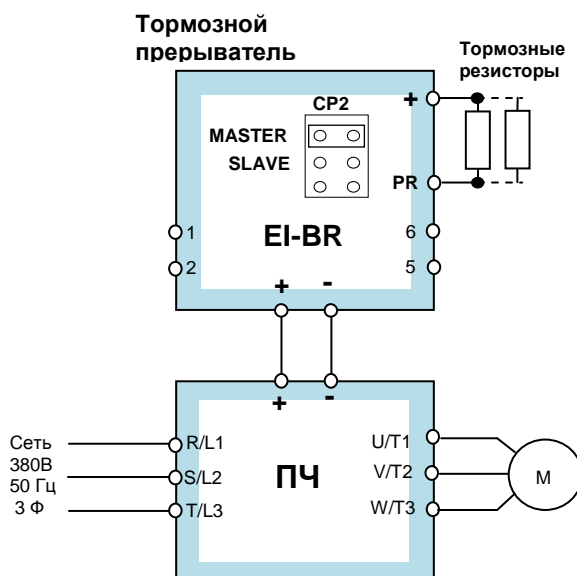 Тормозной
прерыватель
Тормозные
резисторы
CP2
+
MASTER
SLAVE
PR
EI-BR
1
6
2
5
+ -
+ -
Сеть
380В
50 Гц
3 Ф
R/L1
S/L2
T/L3
ПЧ
U/T1
V/T2
W/T3
М